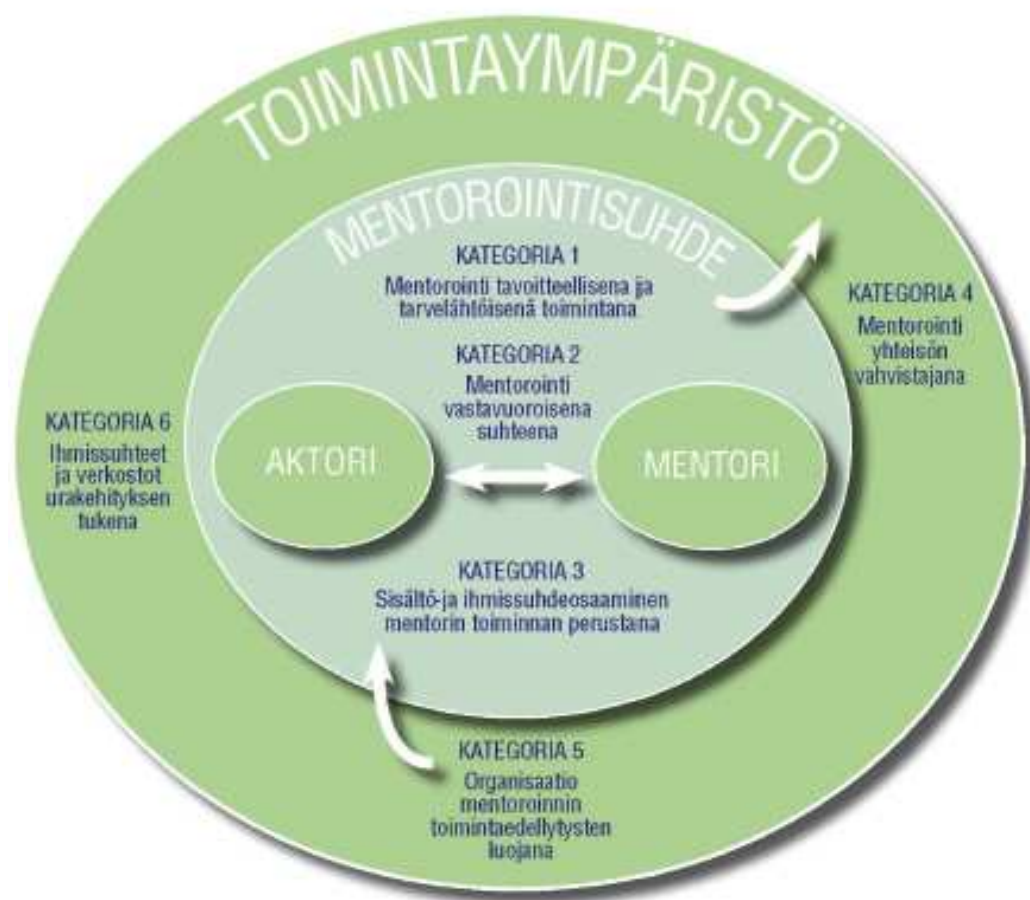 TOIMINTAYMPÄRISTÖ
MENTOROINTISUHDE
KATEGORIA 1
Mentorointi tavoitteellisena ja
tarvelähtöisenä toimintana
KATEGORIA 2
Mentorointi
vastavuoroisena
suhteena
AKTORI
MENTORI
KATEGORIA 3
Sisältö-ja ihmissuhdeosaaminen
mentorin toiminnan perustana
KATEGORIA 4
Mentorointi
yhteisön
vahvistajana
KATEGORIA 5
Organisaatio
mentoroinnin
toimintaedellytysten
luojana
KATEGORIA 6
Ihmissuhteet
ja verkostot
urakehityksen
tukena